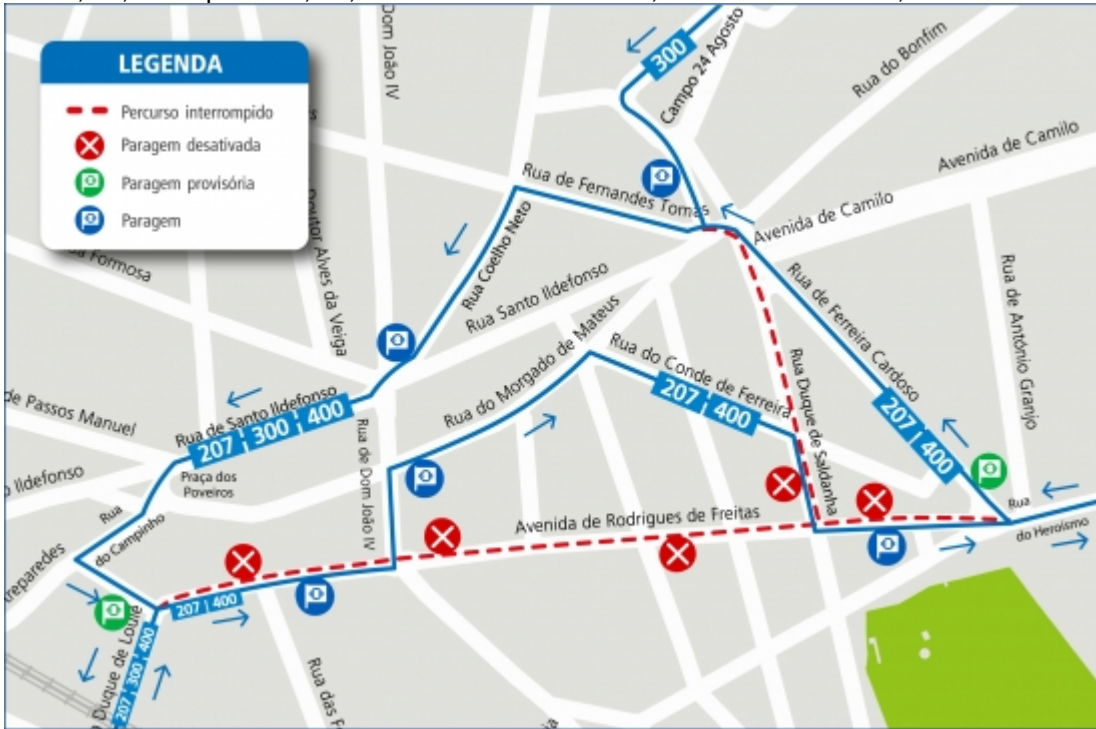 LEGENDA
Percurso interrompido
Paragem desativada
Paragem provisória
Paragem
Dom João IV
300
Campo 24 Agosto
Rua do Bonfim
Avenida de Camilo
Rua de Fernandes Tomás
Avenida de Camilo
Formosa
Doutor Alves da Veiga
Rua Coelho Neto
Rua Santo Ildefonso
Rua de Ferreira Cardoso
Rua de António Granjo
Rua do Morgado de Mateus
Rua do Conde de Ferreira
207 | 400
Rua Duque de Saldanha
207 | 400
de Passos Manuel
Rua de Santo Ildefonso
207 | 300 | 400
Rua de Dom João IV
Praça dos
Poveiros
Ildefonso
Rua
do Campinho
Avenida de Rodrigues de Freitas
Rua
do Heroísmo
207 | 400
Duque de Loulé
207 | 300 | 400
Rua das